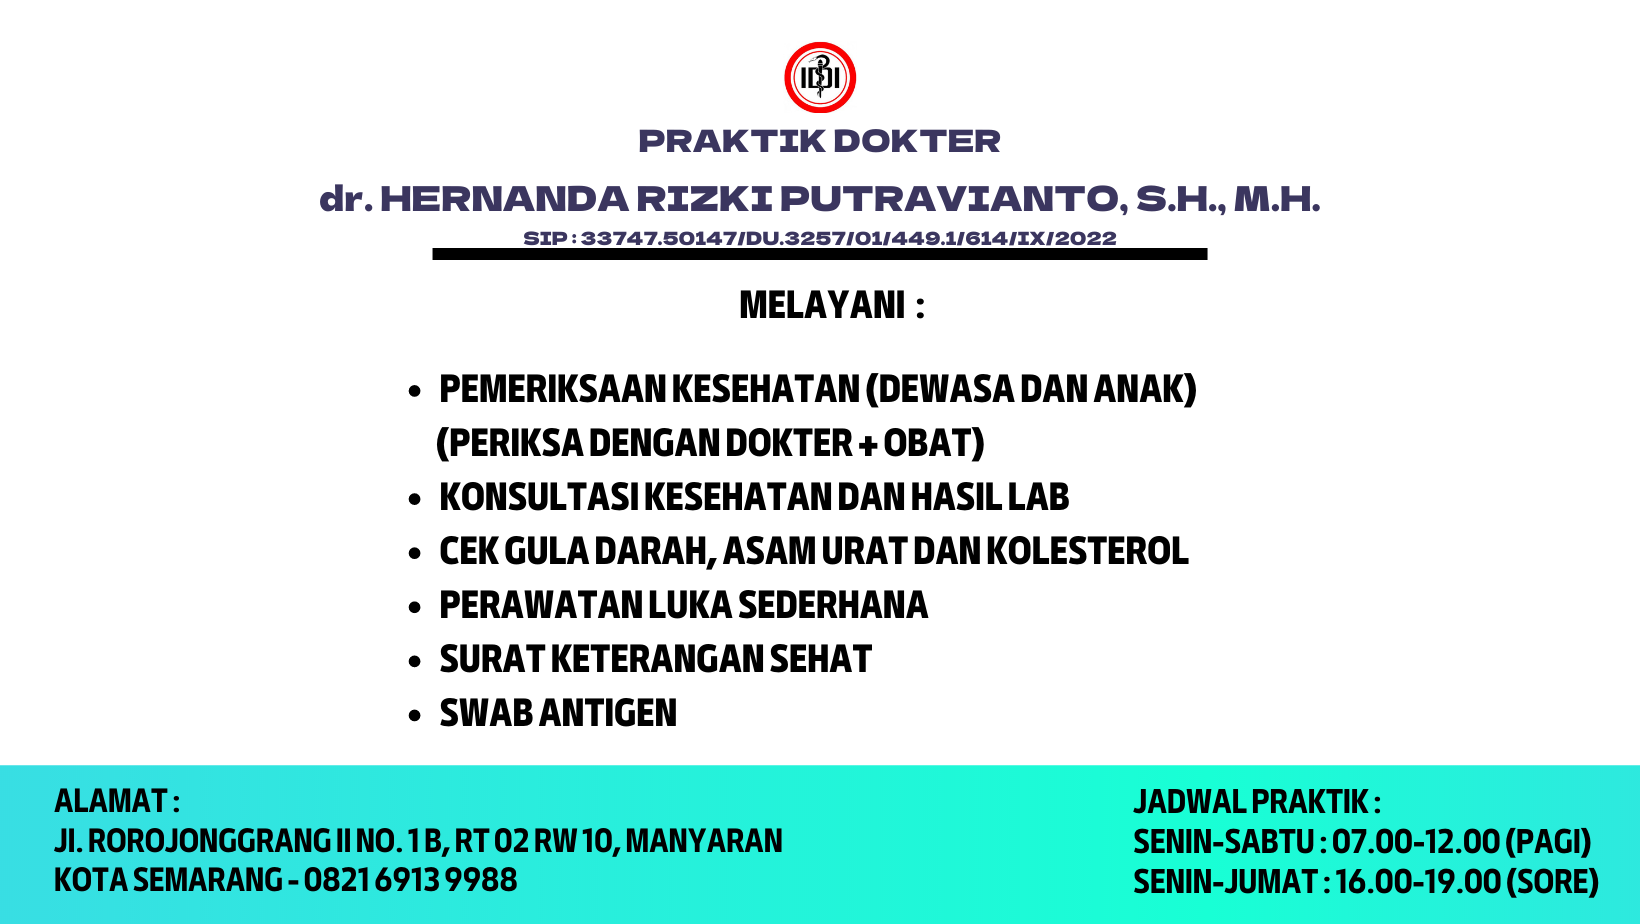 IDI
PRAKTIK DOKTER
dr. HERNANDA RIZKI PUTRAVIANTO, S.H., M.H.
SIP : 33747.50147/DU.3257/01/449.1/614/IX/2022
MELAYANI :
• PEMERIKSAAN KESEHATAN (DEWASA DAN ANAK)
(PERIKSA DENGAN DOKTER + OBAT)
• KONSULTASI KESEHATAN DAN HASIL LAB
• CEK GULA DARAH, ASAM URAT DAN KOLESTEROL
• PERAWATAN LUKA SEDERHANA
• SURAT KETERANGAN SEHAT
• SWAB ANTIGEN
ALAMAT :
Jl. ROROJONGGRANG II NO. 1 B, RT 02 RW 10, MANYARAN
KOTA SEMARANG - 0821 6913 9988
JADWAL PRAKTIK :
SENIN-SABTU : 07.00-12.00 (PAGI)
SENIN-JUMAT : 16.00-19.00 (SORE)